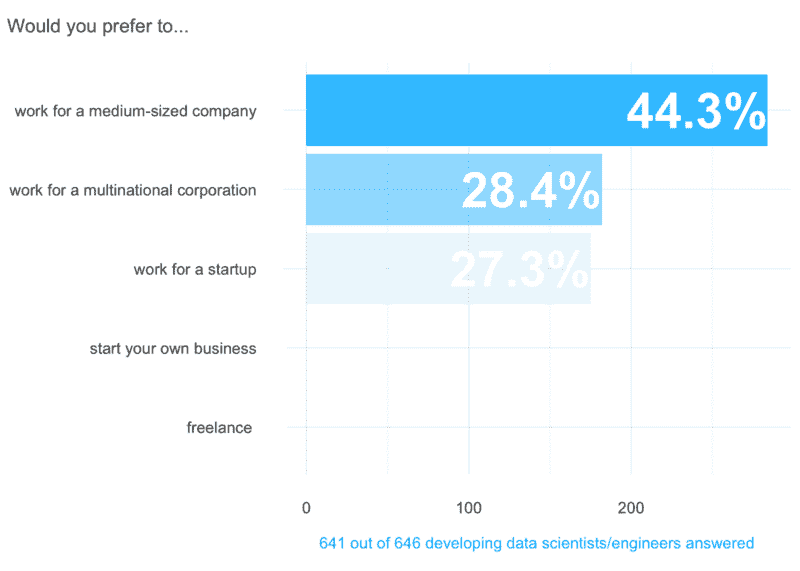 Would you prefer to...
work for a medium-sized company
44.3%
work for a multinational corporation
28.4%
work for a startup
27.3%
start your own business
freelance
0 100 200
641 out of 646 developing data scientists/engineers answered